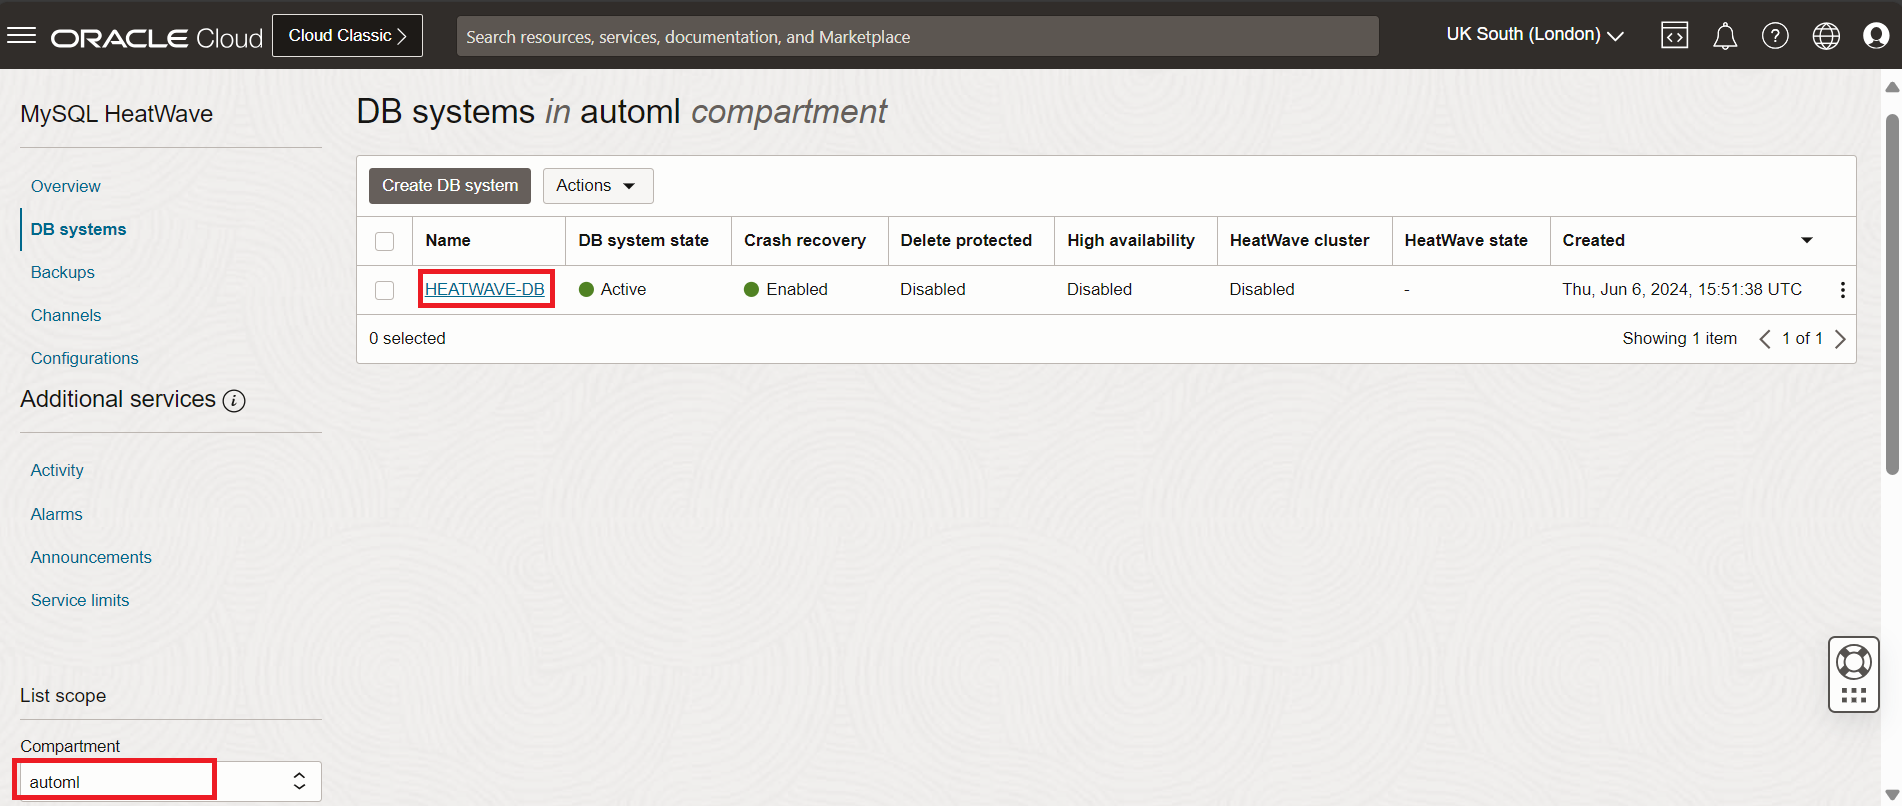 ORACLE Cloud
Cloud Classic
Search resources, services, documentation, and Marketplace
UK South (London)
MySQL HeatWave
Overview
DB systems
Backups
Channels
Configurations
Additional services
Activity
Alarms
Announcements
Service limits
List scope
Compartment
automl
DB systems in automl compartment
Create DB system
Actions
Name DB system state Crash recovery Delete protected High availability HeatWave cluster HeatWave state Created
HEATWAVE-DB Active Enabled Disabled Disabled Disabled - Thu, Jun 6, 2024, 15:51:38 UTC
0 selected
Showing 1 item
1 of 1